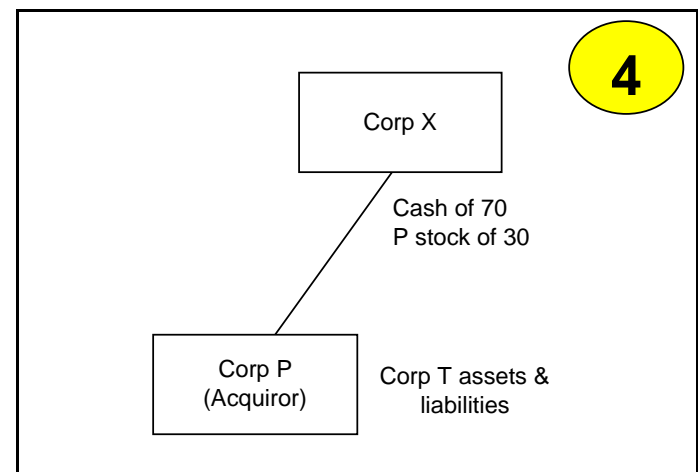 4
Corp X
Cash of 70
P stock of 30
Corp P
(Acquiror)
Corp T assets &
liabilities